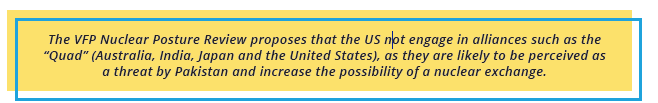 The VFP Nuclear Posture Review proposes that the US not engage in alliances such as the
“Quad” (Australia, India, Japan and the United States), as they are likely to be perceived as
a threat by Pakistan and increase the possibility of a nuclear exchange.